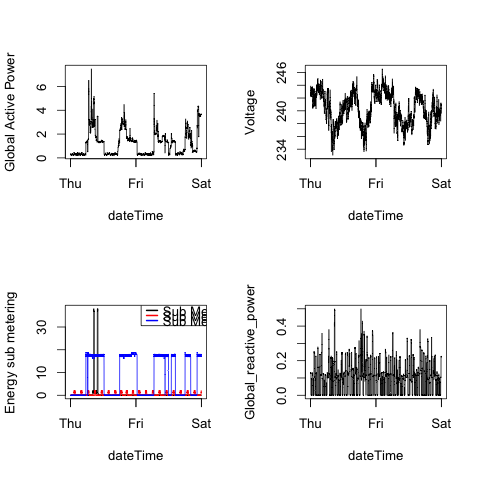 Global Active Power
0 2 4 6
Thu Fri Sat
dateTime
Voltage
234 240 246
Thu Fri Sat
dateTime
Energy sub metering
0 10 30
Thu Fri Sat
dateTime
Sub Me
Sub Me
Sub Me
Global_reactive_power
0.0 0.2 0.4
Thu Fri Sat
dateTime